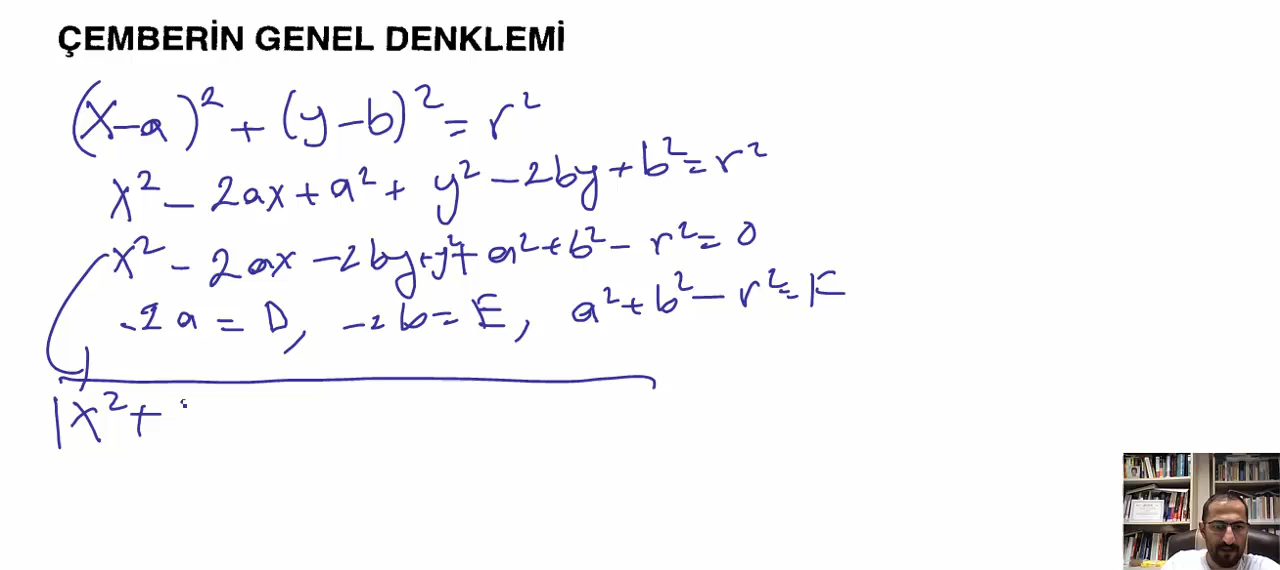 ÇEMBERİN GENEL DENKLEMİ
(x-a)² + (y-b)² = r²
x² - 2ax + a² + y² - 2by + b² = r²
x² - 2ax - 2by + y² + a² + b² - r² = 0
-2a = D, -2b = E, a² + b² - r² = F
x² +